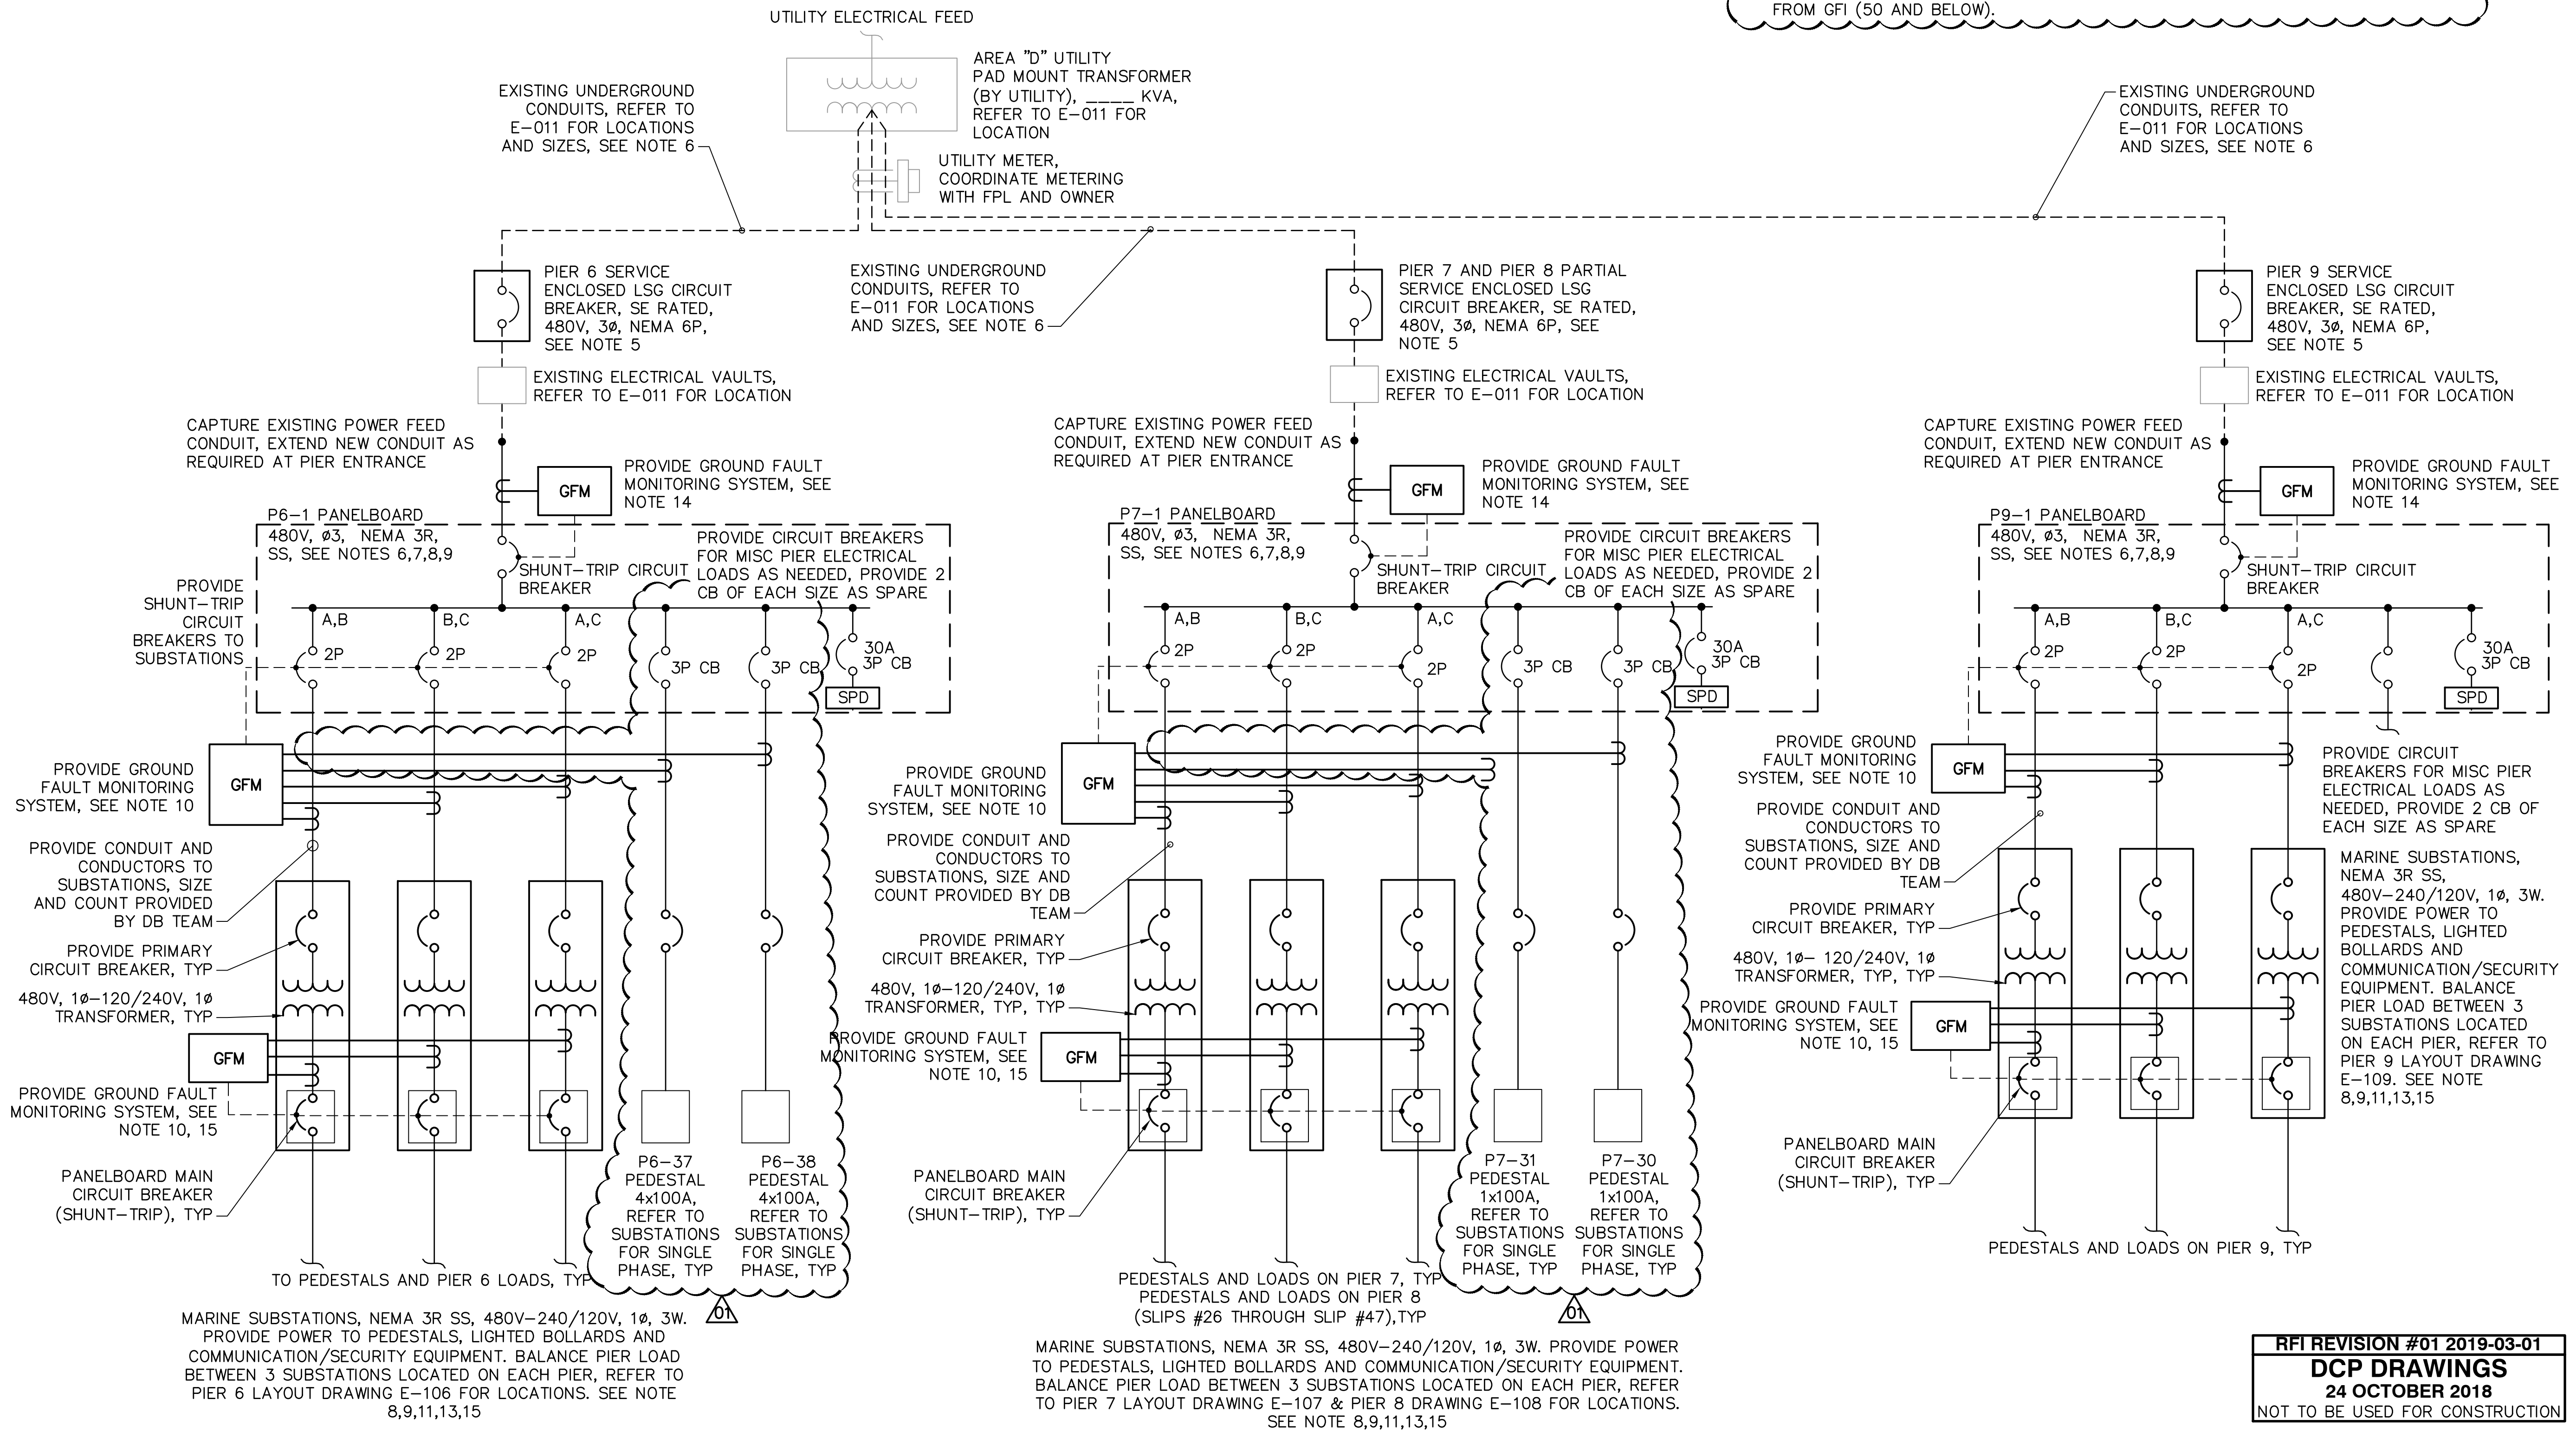 FROM GFI (50 AND BELOW).
UTILITY ELECTRICAL FEED
AREA "D" UTILITY
PAD MOUNT TRANSFORMER
(BY UTILITY), ____ KVA,
REFER TO E-011 FOR
LOCATION
EXISTING UNDERGROUND
CONDUITS, REFER TO
E-011 FOR LOCATIONS
AND SIZES, SEE NOTE 6
UTILITY METER,
COORDINATE METERING
WITH FPL AND OWNER
EXISTING UNDERGROUND
CONDUITS, REFER TO
E-011 FOR LOCATIONS
AND SIZES, SEE NOTE 6
PIER 6 SERVICE
ENCLOSED LSG CIRCUIT
BREAKER, SE RATED,
480V, 3ø, NEMA 6P,
SEE NOTE 5
EXISTING UNDERGROUND
CONDUITS, REFER TO
E-011 FOR LOCATIONS
AND SIZES, SEE NOTE 6
PIER 7 AND PIER 8 PARTIAL
SERVICE ENCLOSED LSG
CIRCUIT BREAKER, SE RATED,
480V, 3ø, NEMA 6P, SEE
NOTE 5
PIER 9 SERVICE
ENCLOSED LSG CIRCUIT
BREAKER, SE RATED,
480V, 3ø, NEMA 6P,
SEE NOTE 5
EXISTING ELECTRICAL VAULTS,
REFER TO E-011 FOR LOCATION
EXISTING ELECTRICAL VAULTS,
REFER TO E-011 FOR LOCATION
EXISTING ELECTRICAL VAULTS,
REFER TO E-011 FOR LOCATION
CAPTURE EXISTING POWER FEED
CONDUIT, EXTEND NEW CONDUIT AS
REQUIRED AT PIER ENTRANCE
GFM
PROVIDE GROUND FAULT
MONITORING SYSTEM, SEE
NOTE 14
P6-1 PANELBOARD
480V, ø3, NEMA 3R,
SS, SEE NOTES 6,7,8,9
SHUNT-TRIP CIRCUIT
BREAKER
PROVIDE CIRCUIT BREAKERS
FOR MISC PIER ELECTRICAL
LOADS AS NEEDED, PROVIDE 2
CB OF EACH SIZE AS SPARE
PROVIDE
SHUNT-TRIP
CIRCUIT
BREAKERS TO
SUBSTATIONS
A,B
B,C
A,C
2P
2P
2P
3P CB
3P CB
30A
3P CB
SPD
PROVIDE GROUND
FAULT MONITORING
SYSTEM, SEE NOTE 10
GFM
PROVIDE CONDUIT AND
CONDUCTORS TO
SUBSTATIONS, SIZE
AND COUNT PROVIDED
BY DB TEAM
PROVIDE PRIMARY
CIRCUIT BREAKER, TYP
480V, 1ø-120/240V, 1ø
TRANSFORMER, TYP, TYP
GFM
PROVIDE GROUND FAULT
MONITORING SYSTEM, SEE
NOTE 10, 15
PANELBOARD MAIN
CIRCUIT BREAKER
(SHUNT-TRIP), TYP
TO PEDESTALS AND PIER 6 LOADS, TYP
P6-37
PEDESTAL
4x100A,
REFER TO
SUBSTATIONS
FOR SINGLE
PHASE, TYP
P6-38
PEDESTAL
4x100A,
REFER TO
SUBSTATIONS
FOR SINGLE
PHASE, TYP
01
MARINE SUBSTATIONS, NEMA 3R SS, 480V-240/120V, 1ø, 3W.
PROVIDE POWER TO PEDESTALS, LIGHTED BOLLARDS AND
COMMUNICATION/SECURITY EQUIPMENT. BALANCE PIER LOAD
BETWEEN 3 SUBSTATIONS LOCATED ON EACH PIER, REFER TO
PIER 6 LAYOUT DRAWING E-106 FOR LOCATIONS. SEE NOTE
8,9,11,13,15
CAPTURE EXISTING POWER FEED
CONDUIT, EXTEND NEW CONDUIT AS
REQUIRED AT PIER ENTRANCE
GFM
PROVIDE GROUND FAULT
MONITORING SYSTEM, SEE
NOTE 14
P7-1 PANELBOARD
480V, ø3, NEMA 3R,
SS, SEE NOTES 6,7,8,9
SHUNT-TRIP CIRCUIT
BREAKER
PROVIDE CIRCUIT BREAKERS
FOR MISC PIER ELECTRICAL
LOADS AS NEEDED, PROVIDE 2
CB OF EACH SIZE AS SPARE
A,B
B,C
A,C
2P
2P
2P
3P CB
3P CB
30A
3P CB
SPD
PROVIDE GROUND
FAULT MONITORING
SYSTEM, SEE NOTE 10
GFM
PROVIDE CONDUIT AND
CONDUCTORS TO
SUBSTATIONS, SIZE AND
COUNT PROVIDED BY DB
TEAM
PROVIDE PRIMARY
CIRCUIT BREAKER, TYP
480V, 1ø-120/240V, 1ø
TRANSFORMER, TYP, TYP
PROVIDE GROUND FAULT
MONITORING SYSTEM, SEE
NOTE 10, 15
GFM
PANELBOARD MAIN
CIRCUIT BREAKER
(SHUNT-TRIP), TYP
PEDESTALS AND LOADS ON PIER 7, TYP
PEDESTALS AND LOADS ON PIER 8
(SLIPS #26 THROUGH SLIP #47),TYP
P7-31
PEDESTAL
1x100A,
REFER TO
SUBSTATIONS
FOR SINGLE
PHASE, TYP
P7-30
PEDESTAL
1x100A,
REFER TO
SUBSTATIONS
FOR SINGLE
PHASE, TYP
01
MARINE SUBSTATIONS, NEMA 3R SS, 480V-240/120V, 1ø, 3W. PROVIDE POWER
TO PEDESTALS, LIGHTED BOLLARDS AND COMMUNICATION/SECURITY EQUIPMENT.
BALANCE PIER LOAD BETWEEN 3 SUBSTATIONS LOCATED ON EACH PIER, REFER
TO PIER 7 LAYOUT DRAWING E-107 & PIER 8 DRAWING E-108 FOR LOCATIONS.
SEE NOTE 8,9,11,13,15
CAPTURE EXISTING POWER FEED
CONDUIT, EXTEND NEW CONDUIT AS
REQUIRED AT PIER ENTRANCE
GFM
PROVIDE GROUND FAULT
MONITORING SYSTEM, SEE
NOTE 14
P9-1 PANELBOARD
480V, ø3, NEMA 3R,
SS, SEE NOTES 6,7,8,9
SHUNT-TRIP CIRCUIT
BREAKER
A,B
B,C
A,C
2P
2P
2P
30A
3P CB
SPD
PROVIDE GROUND
FAULT MONITORING
SYSTEM, SEE NOTE 10
GFM
PROVIDE CIRCUIT
BREAKERS FOR MISC PIER
ELECTRICAL LOADS AS
NEEDED, PROVIDE 2 CB OF
EACH SIZE AS SPARE
PROVIDE CONDUIT AND
CONDUCTORS TO
SUBSTATIONS, SIZE AND
COUNT PROVIDED BY DB
TEAM
PROVIDE PRIMARY
CIRCUIT BREAKER, TYP
480V, 1ø- 120/240V, 1ø
TRANSFORMER, TYP, TYP
PROVIDE GROUND FAULT
MONITORING SYSTEM, SEE
NOTE 10, 15
GFM
MARINE SUBSTATIONS,
NEMA 3R SS,
480V-240/120V, 1ø, 3W.
PROVIDE POWER TO
PEDESTALS, LIGHTED
BOLLARDS AND
COMMUNICATION/SECURITY
EQUIPMENT. BALANCE
PIER LOAD BETWEEN 3
SUBSTATIONS LOCATED
ON EACH PIER, REFER TO
PIER 9 LAYOUT DRAWING
E-109. SEE NOTE
8,9,11,13,15
PANELBOARD MAIN
CIRCUIT BREAKER
(SHUNT-TRIP), TYP
PEDESTALS AND LOADS ON PIER 9, TYP
RFI REVISION #01 2019-03-01
DCP DRAWINGS
24 OCTOBER 2018
NOT TO BE USED FOR CONSTRUCTION